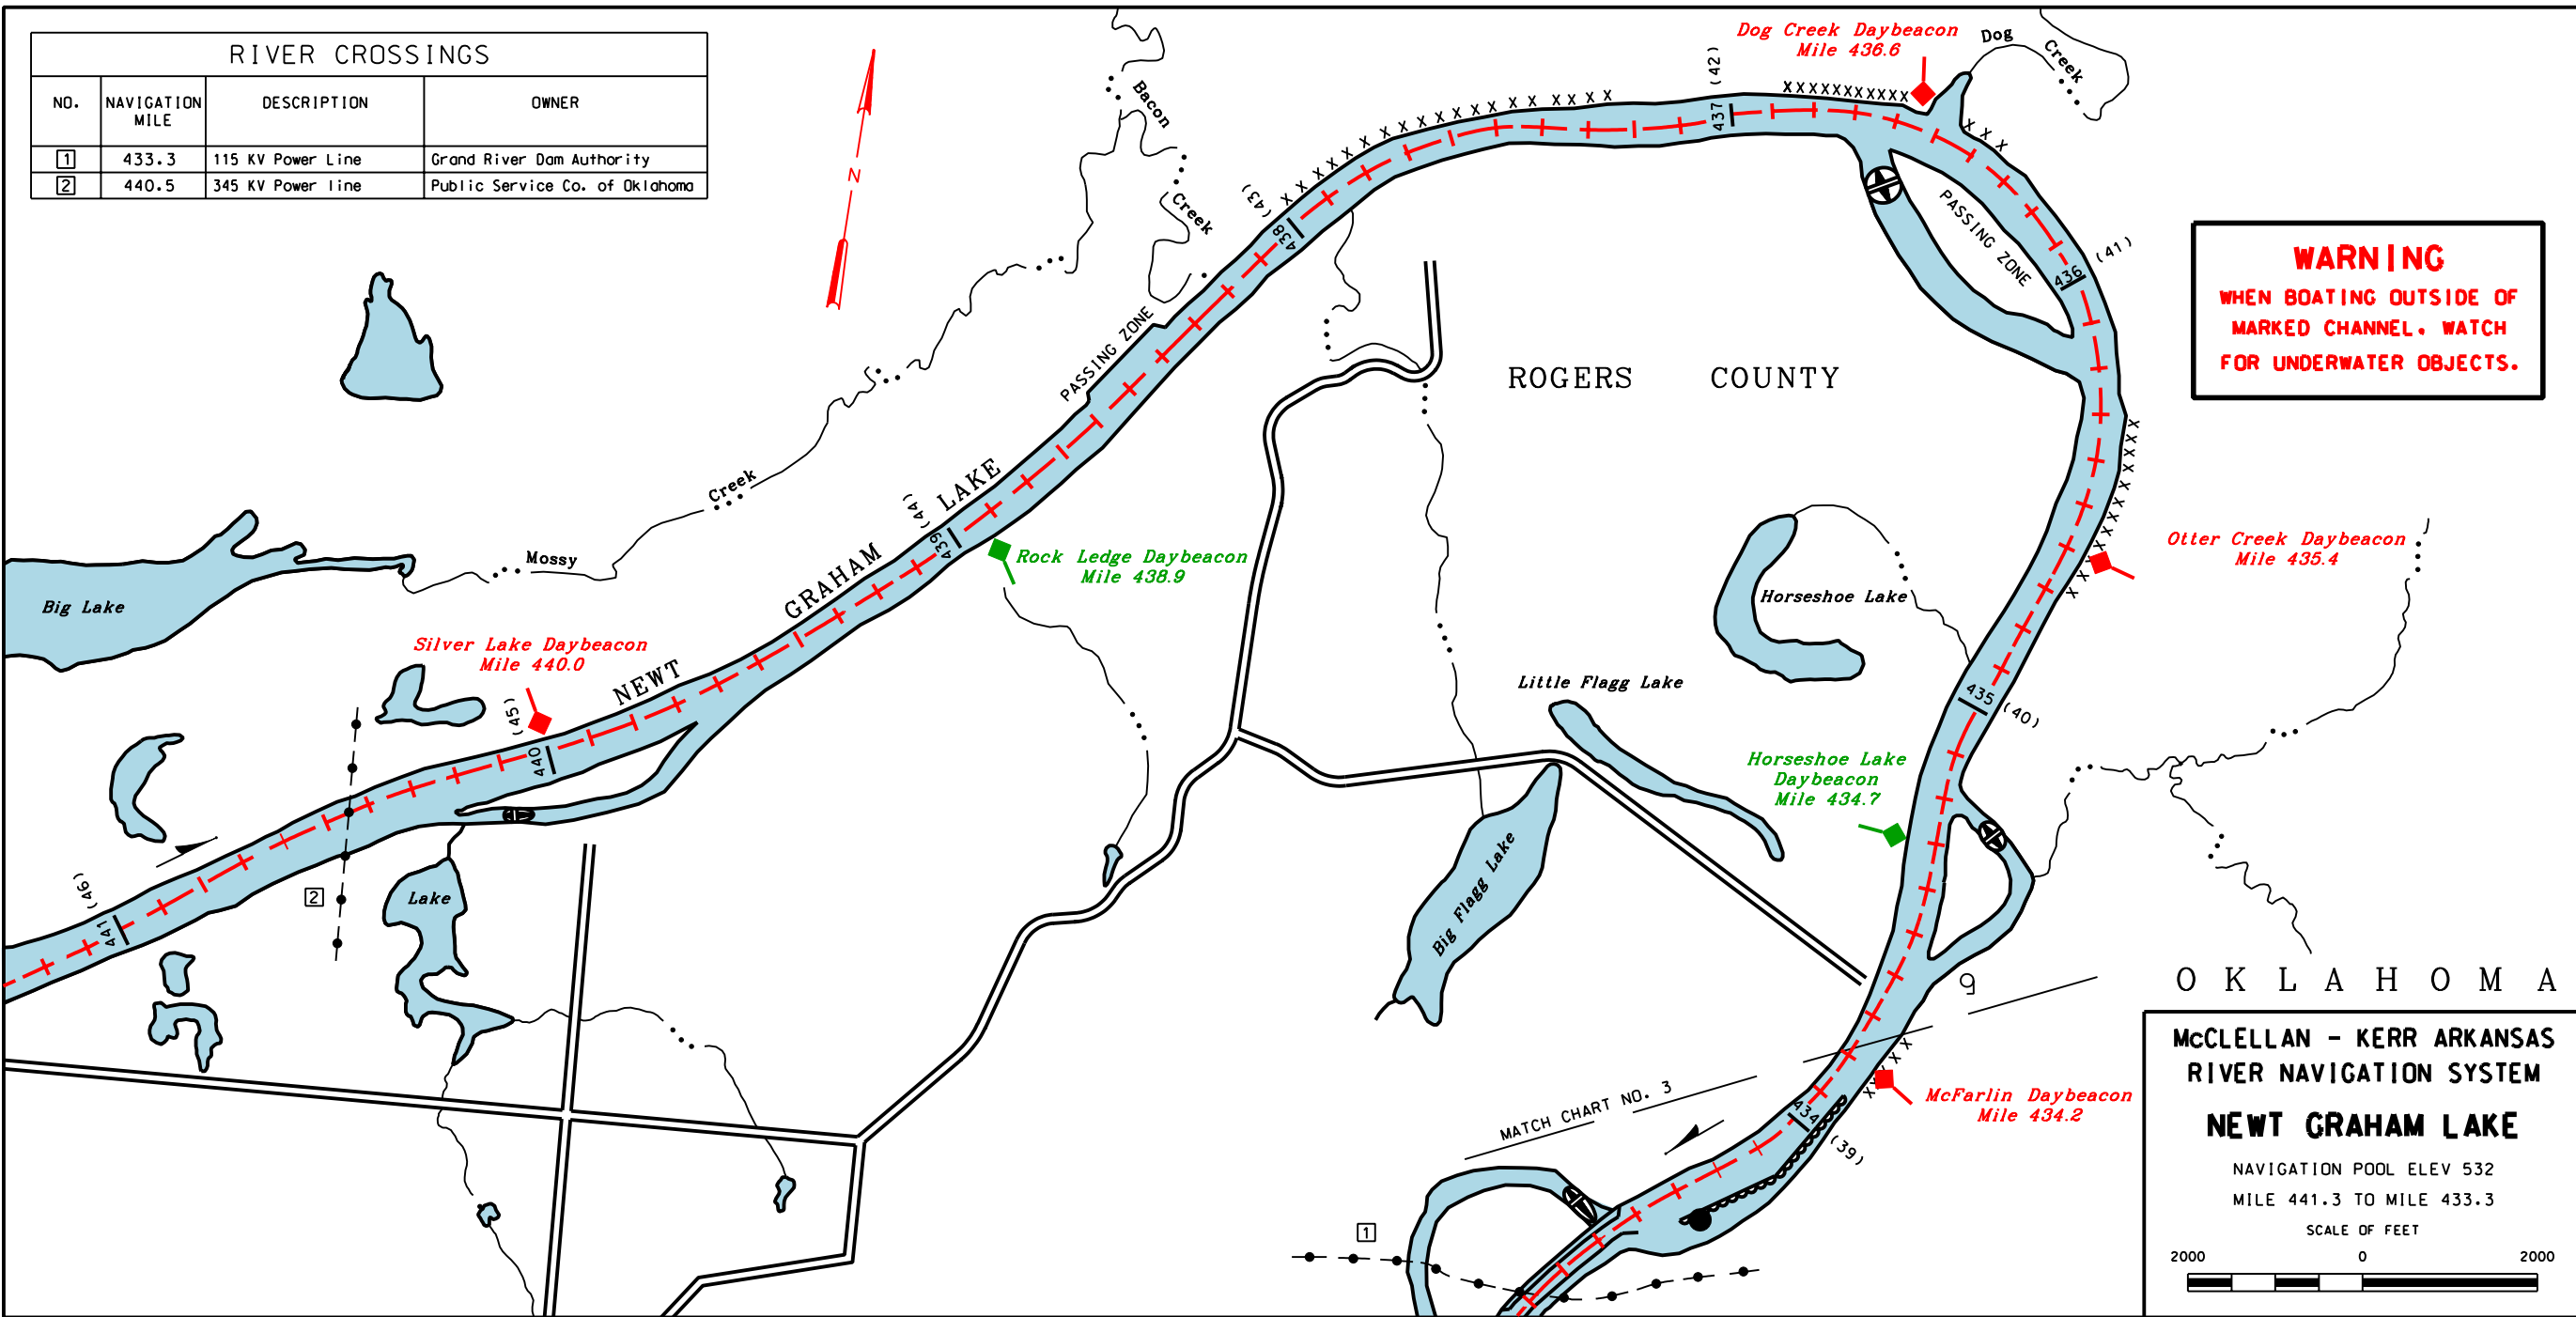 RIVER CROSSINGS
NO. NAVIGATION MILE DESCRIPTION OWNER
1 433.3 115 KV Power Line Grand River Dam Authority
2 440.5 345 KV Power line Public Service Co. of Oklahoma
N
Bacon
Creek
Dog Creek Daybeacon
Mile 436.6
Dog
Creek
(42)
437
(43)
438
PASSING ZONE
436
(41)
WARNING
WHEN BOATING OUTSIDE OF
MARKED CHANNEL. WATCH
FOR UNDERWATER OBJECTS.
PASSING ZONE
ROGERS COUNTY
Creek
Mossy
Big Lake
(44)
439
NEWT GRAHAM LAKE
Rock Ledge Daybeacon
Mile 438.9
Otter Creek Daybeacon
Mile 435.4
Horseshoe Lake
Silver Lake Daybeacon
Mile 440.0
(45)
440
Little Flagg Lake
435
(40)
Horseshoe Lake
Daybeacon
Mile 434.7
(46)
441
2
Lake
Big Flagg Lake
9
OKLAHOMA
MATCH CHART NO. 3
McFarlin Daybeacon
Mile 434.2
434
(39)
1
McCLELLAN - KERR ARKANSAS
RIVER NAVIGATION SYSTEM
NEWT GRAHAM LAKE
NAVIGATION POOL ELEV 532
MILE 441.3 TO MILE 433.3
SCALE OF FEET
2000 0 2000